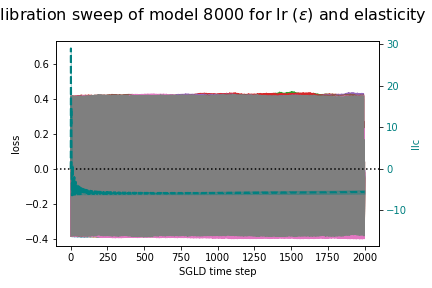 libration sweep of model 8000 for lr (ε) and elasticity
0.6
0.4
0.2
0.0
−0.2
−0.4
loss
30
20
10
0
−10
llc
0 250 500 750 1000 1250 1500 1750 2000
SGLD time step